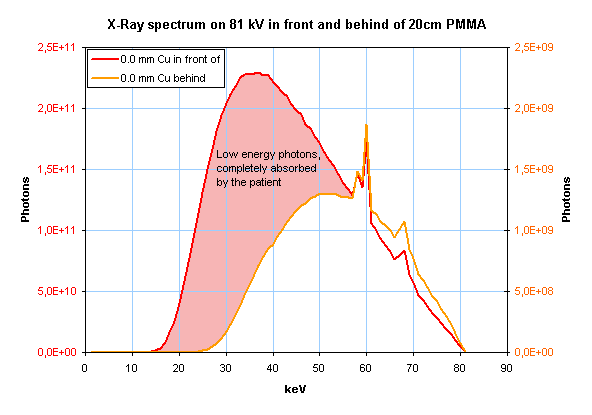 X-Ray spectrum on 81 kV in front and behind of 20cm PMMA
2,5E+11
2,5E+09
0.0 mm Cu in front of
0.0 mm Cu behind
2,0E+11
2,0E+09
Low energy photons,
completely absorbed
by the patient
1,5E+11
1,5E+09
Photons
Photons
1,0E+11
1,0E+09
5,0E+10
5,0E+08
0,0E+00
0,0E+00
0 10 20 30 40 50 60 70 80 90
keV